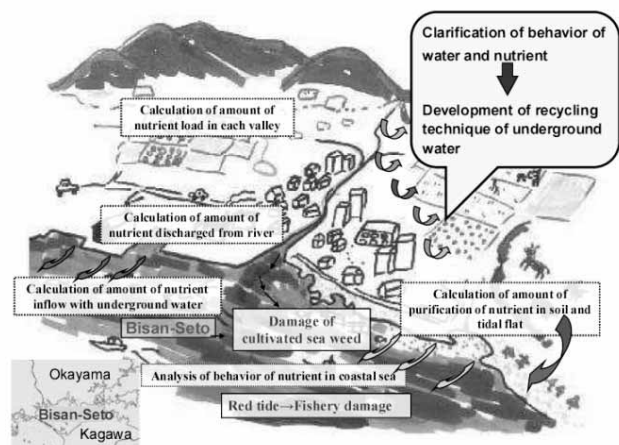 Clarification of behavior of
water and nutrient
Development of recycling
technique of underground
water
Calculation of amount of
nutrient load in each valley
Calculation of amount of
nutrient discharged from river
Calculation of amount of nutrient
inflow with underground water
Calculation of amount of
purification of nutrient in soil and
tidal flat
Bisan-Seto
Damage of
cultivated sea weed
Analysis of behavior of nutrient in coastal sea
Red tide→Fishery damage
Okayama
Bisan-Seto
Kagawa